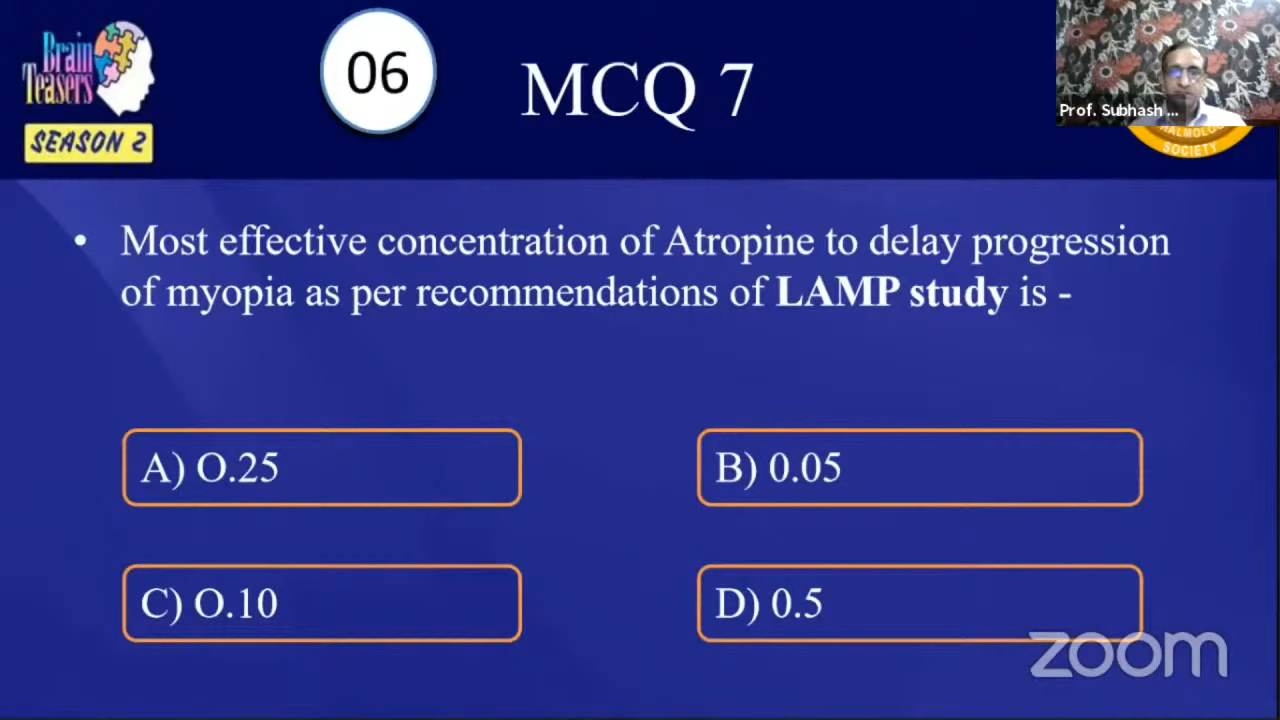 Brain
Teasers
SEASON 2
06
MCQ 7
Prof. Subhash ...
SOCIETY
• Most effective concentration of Atropine to delay progression
of myopia as per recommendations of LAMP study is -
A) O.25
B) 0.05
C) O.10
D) 0.5
zoom